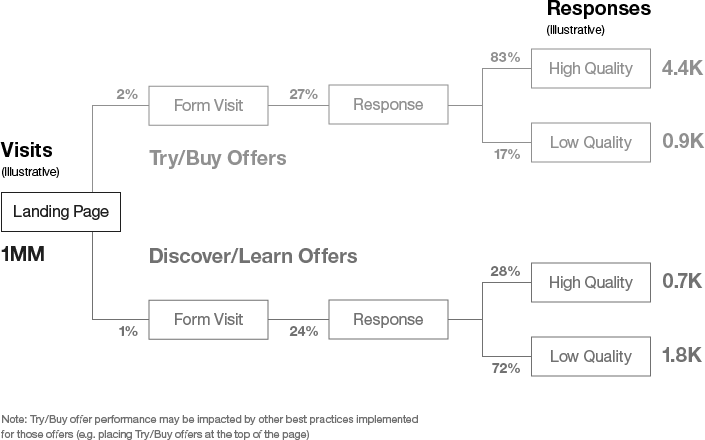 Responses
(Illustrative)
83%
High Quality
4.4K
2%
Form Visit
27%
Response
Low Quality
0.9K
17%
Visits
(Illustrative)
Try/Buy Offers
Landing Page
1MM
Discover/Learn Offers
28%
High Quality
0.7K
1%
Form Visit
24%
Response
Low Quality
1.8K
72%
Note: Try/Buy offer performance may be impacted by other best practices implemented
for those offers (e.g. placing Try/Buy offers at the top of the page)